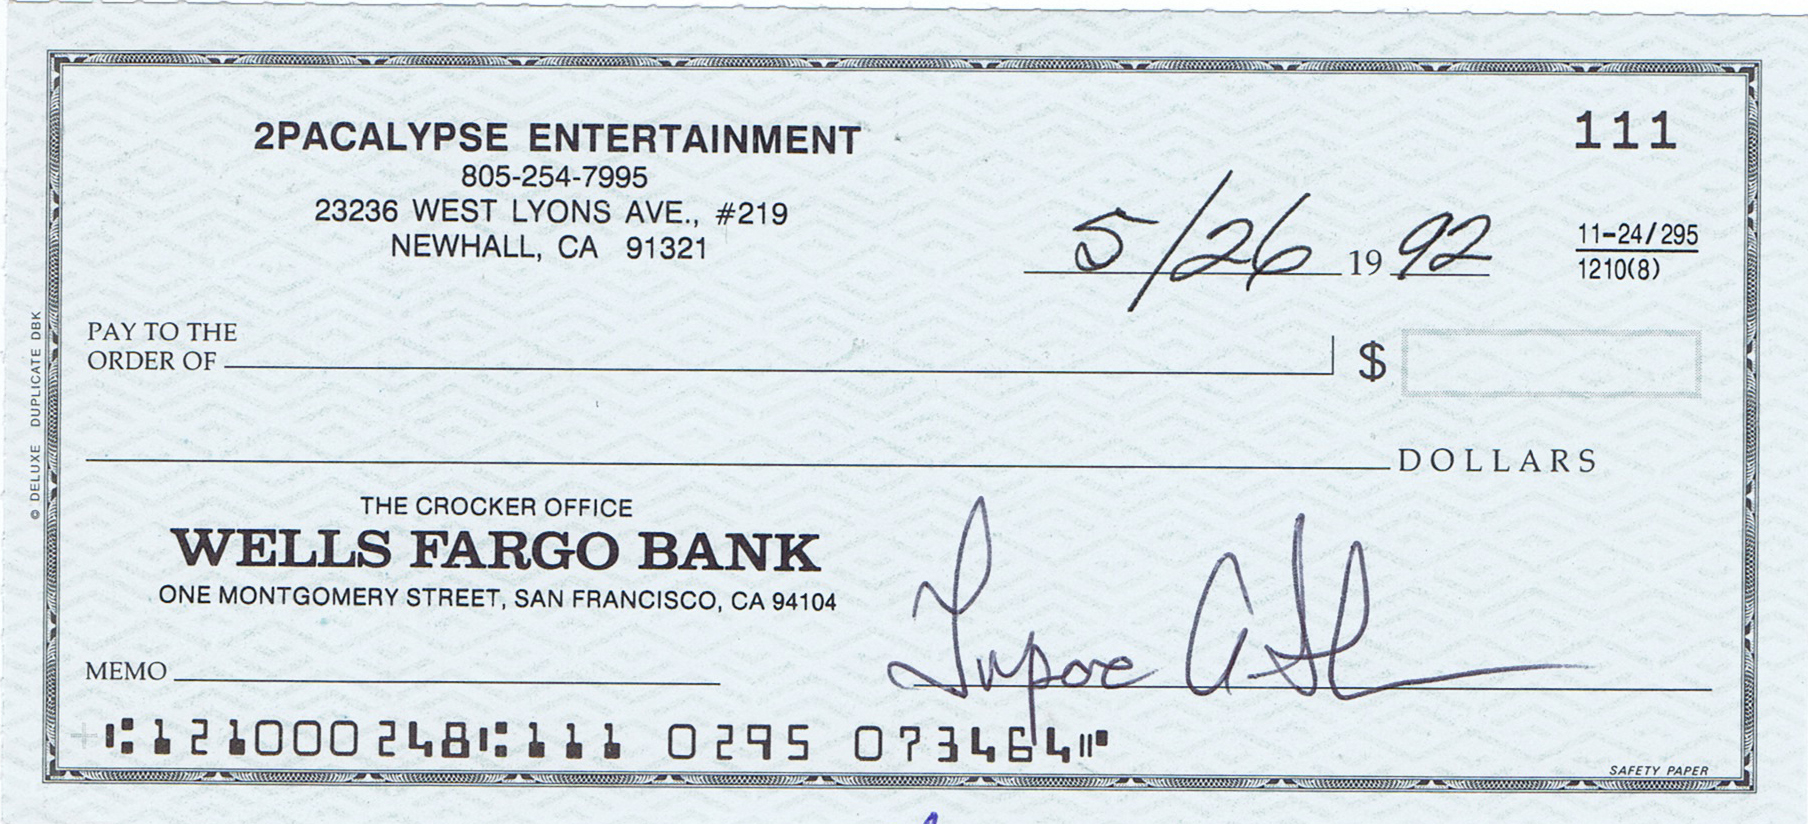 2PACALYPSE ENTERTAINMENT
805-254-7995
23236 WEST LYONS AVE., #219
NEWHALL, CA 91321
111
5/26 19 92
11-24/295
1210(8)
PAY TO THE
ORDER OF
$
DOLLARS
THE CROCKER OFFICE
WELLS FARGO BANK
ONE MONTGOMERY STREET, SAN FRANCISCO, CA 94104
Tupac A. Sh
MEMO
⑆121000248⑆111 0295 073464⑈
SAFETY PAPER
© DELUXE DUPLICATE DBK